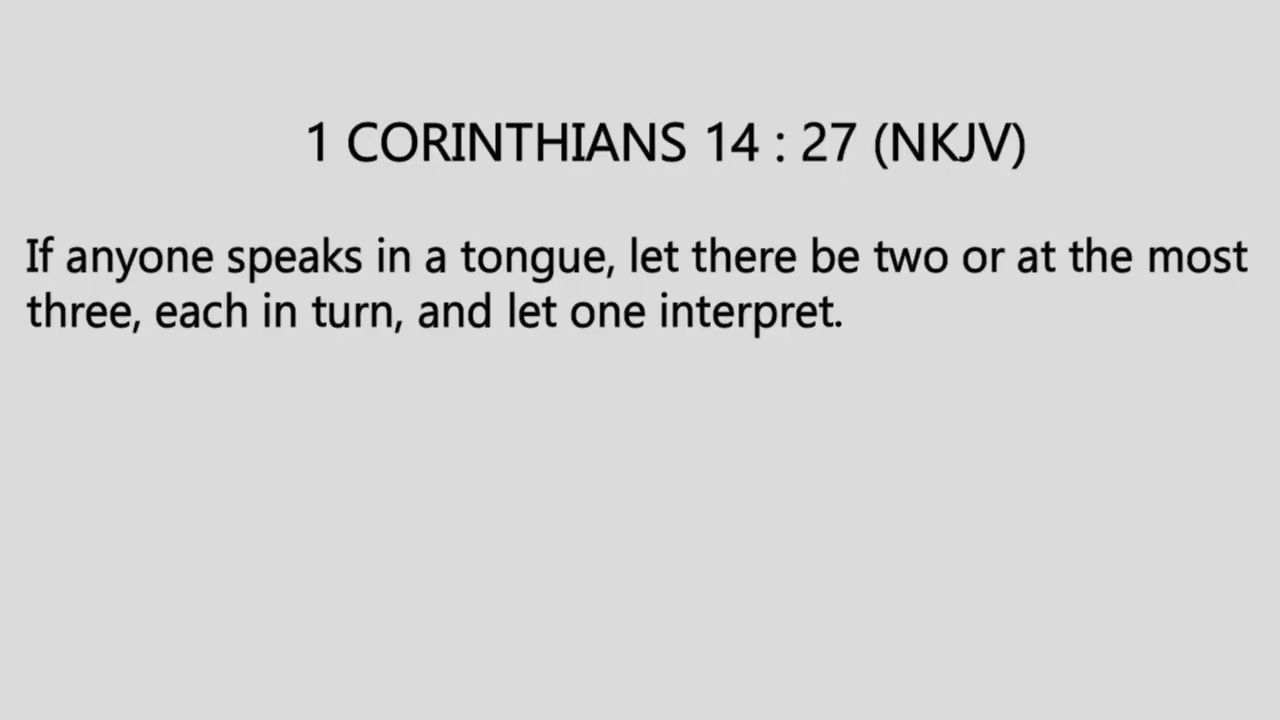 1 CORINTHIANS 14 : 27 (NKJV)
If anyone speaks in a tongue, let there be two or at the most
three, each in turn, and let one interpret.